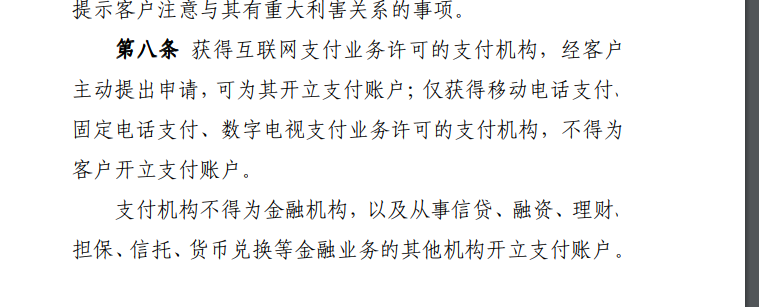 提示客户注意与其有重大利害关系的事项。
第八条 获得互联网支付业务许可的支付机构，经客户
主动提出申请，可为其开立支付账户；仅获得移动电话支付、
固定电话支付、数字电视支付业务许可的支付机构，不得为
客户开立支付账户。
支付机构不得为金融机构，以及从事信贷、融资、理财、
担保、信托、货币兑换等金融业务的其他机构开立支付账户。